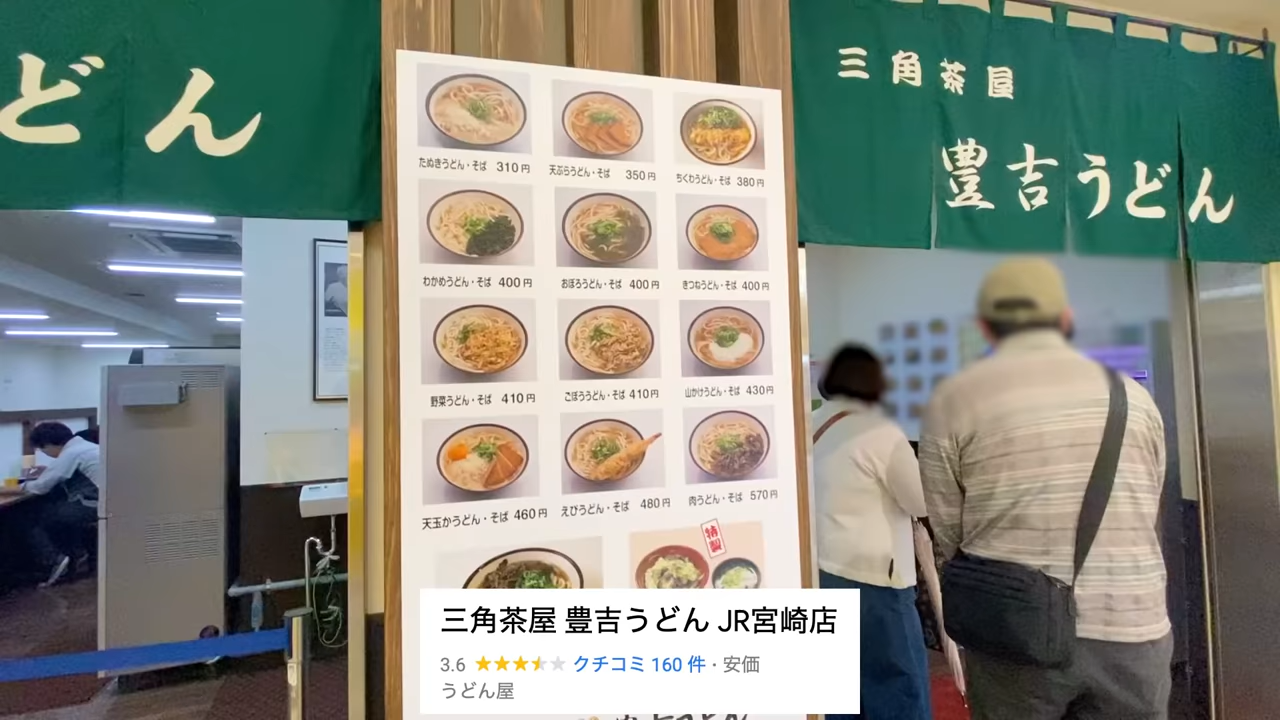 どん
三角茶屋
豊吉うどん
たぬきうどん・そば 310円
天ぷらうどん・そば 350円
ちくわうどん・そば 380円
わかめうどん・そば 400円
おぼろうどん・そば 400円
きつねうどん・そば 400円
野菜うどん・そば 410円
ごぼううどん・そば 410円
山かけうどん・そば 430円
天玉かうどん・そば 460円
えびうどん・そば 480円
肉うどん・そば 570円
特製
三角茶屋 豊吉うどん JR宮崎店
3.6 ★★★★★ クチコミ 160 件・安価
うどん屋